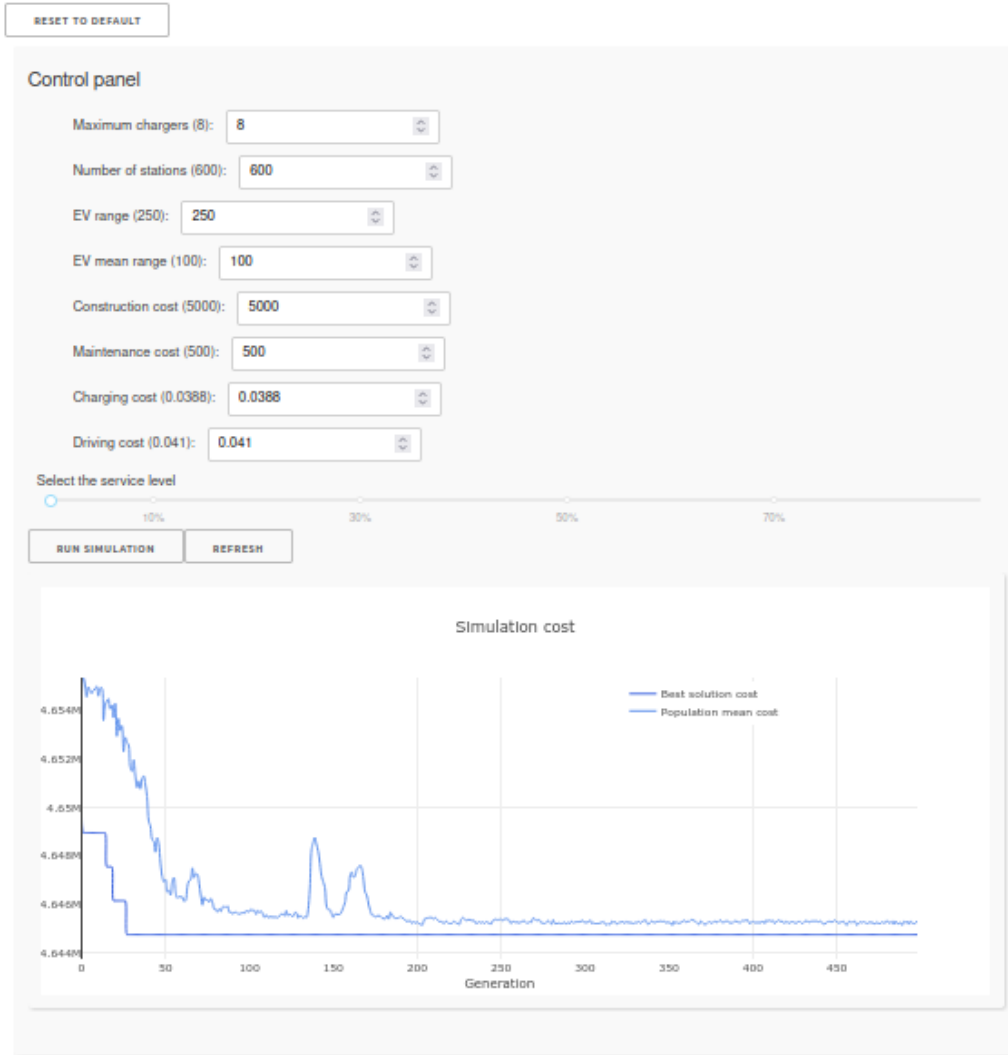 RESET TO DEFAULT
Control panel
Maximum chargers (8): 8
Number of stations (600): 600
EV range (250): 250
EV mean range (100): 100
Construction cost (5000): 5000
Maintenance cost (500): 500
Charging cost (0.0388): 0.0388
Driving cost (0.041): 0.041
Select the service level
10% 30% 50% 70%
RUN SIMULATION REFRESH
Simulation cost
Best solution cost
Population mean cost
4.654M
4.652M
4.65M
4.648M
4.646M
4.644M
0 50 100 150 200 250 300 350 400 450
Generation